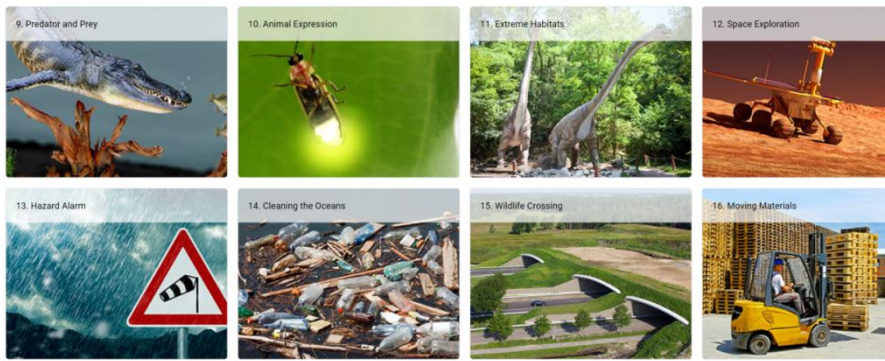 9. Predator and Prey
10. Animal Expression
11. Extreme Habitats
12. Space Exploration
13. Hazard Alarm
14. Cleaning the Oceans
15. Wildlife Crossing
16. Moving Materials